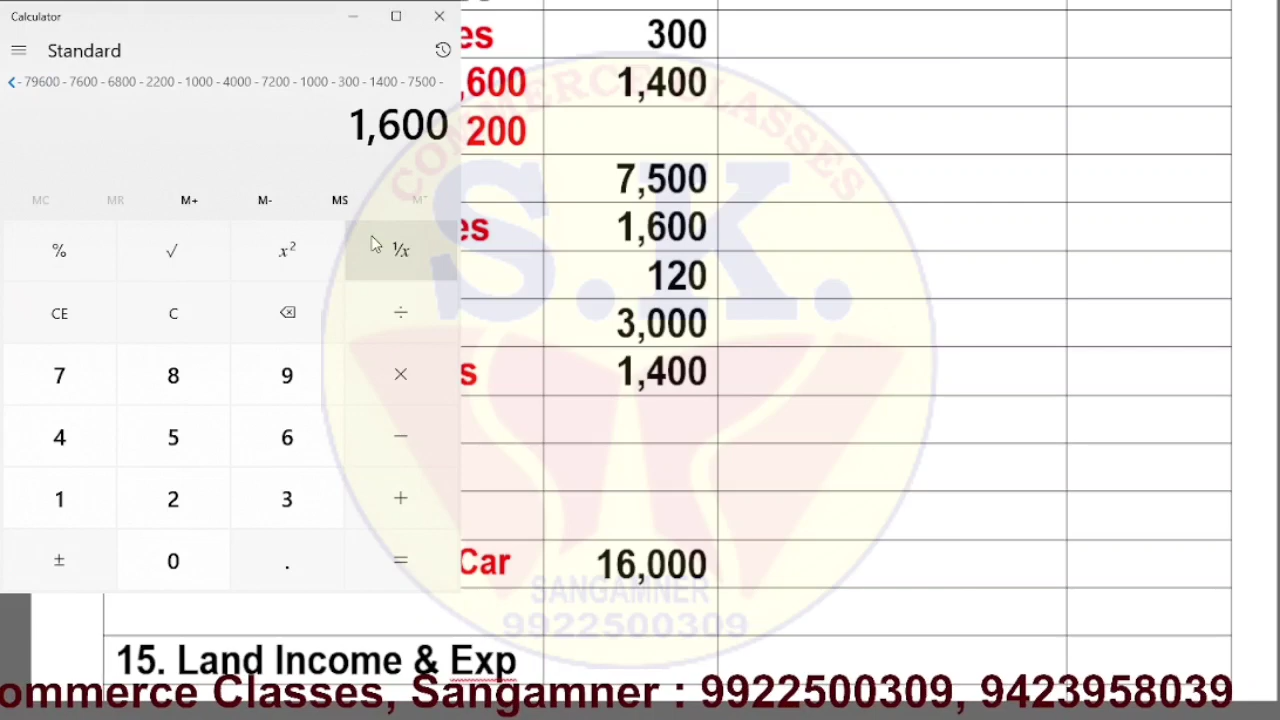 Calculator
Standard
- 79600 - 7600 - 6800 - 2200 - 1000 - 4000 - 7200 - 1000 - 300 - 1400 - 7500 -
1,600
MC MR M+ M- MS
% √ x² ¹/x
CE C ÷
7 8 9 ×
4 5 6 −
1 2 3 +
± 0 . =
es 300
,600 1,400
200
7,500
es 1,600
120
3,000
s 1,400
Car 16,000
15. Land Income & Exp
COMMERCE CLASSES
S.K.
SANGAMNER
9922500309
ommerce Classes, Sangamner : 9922500309, 9423958039